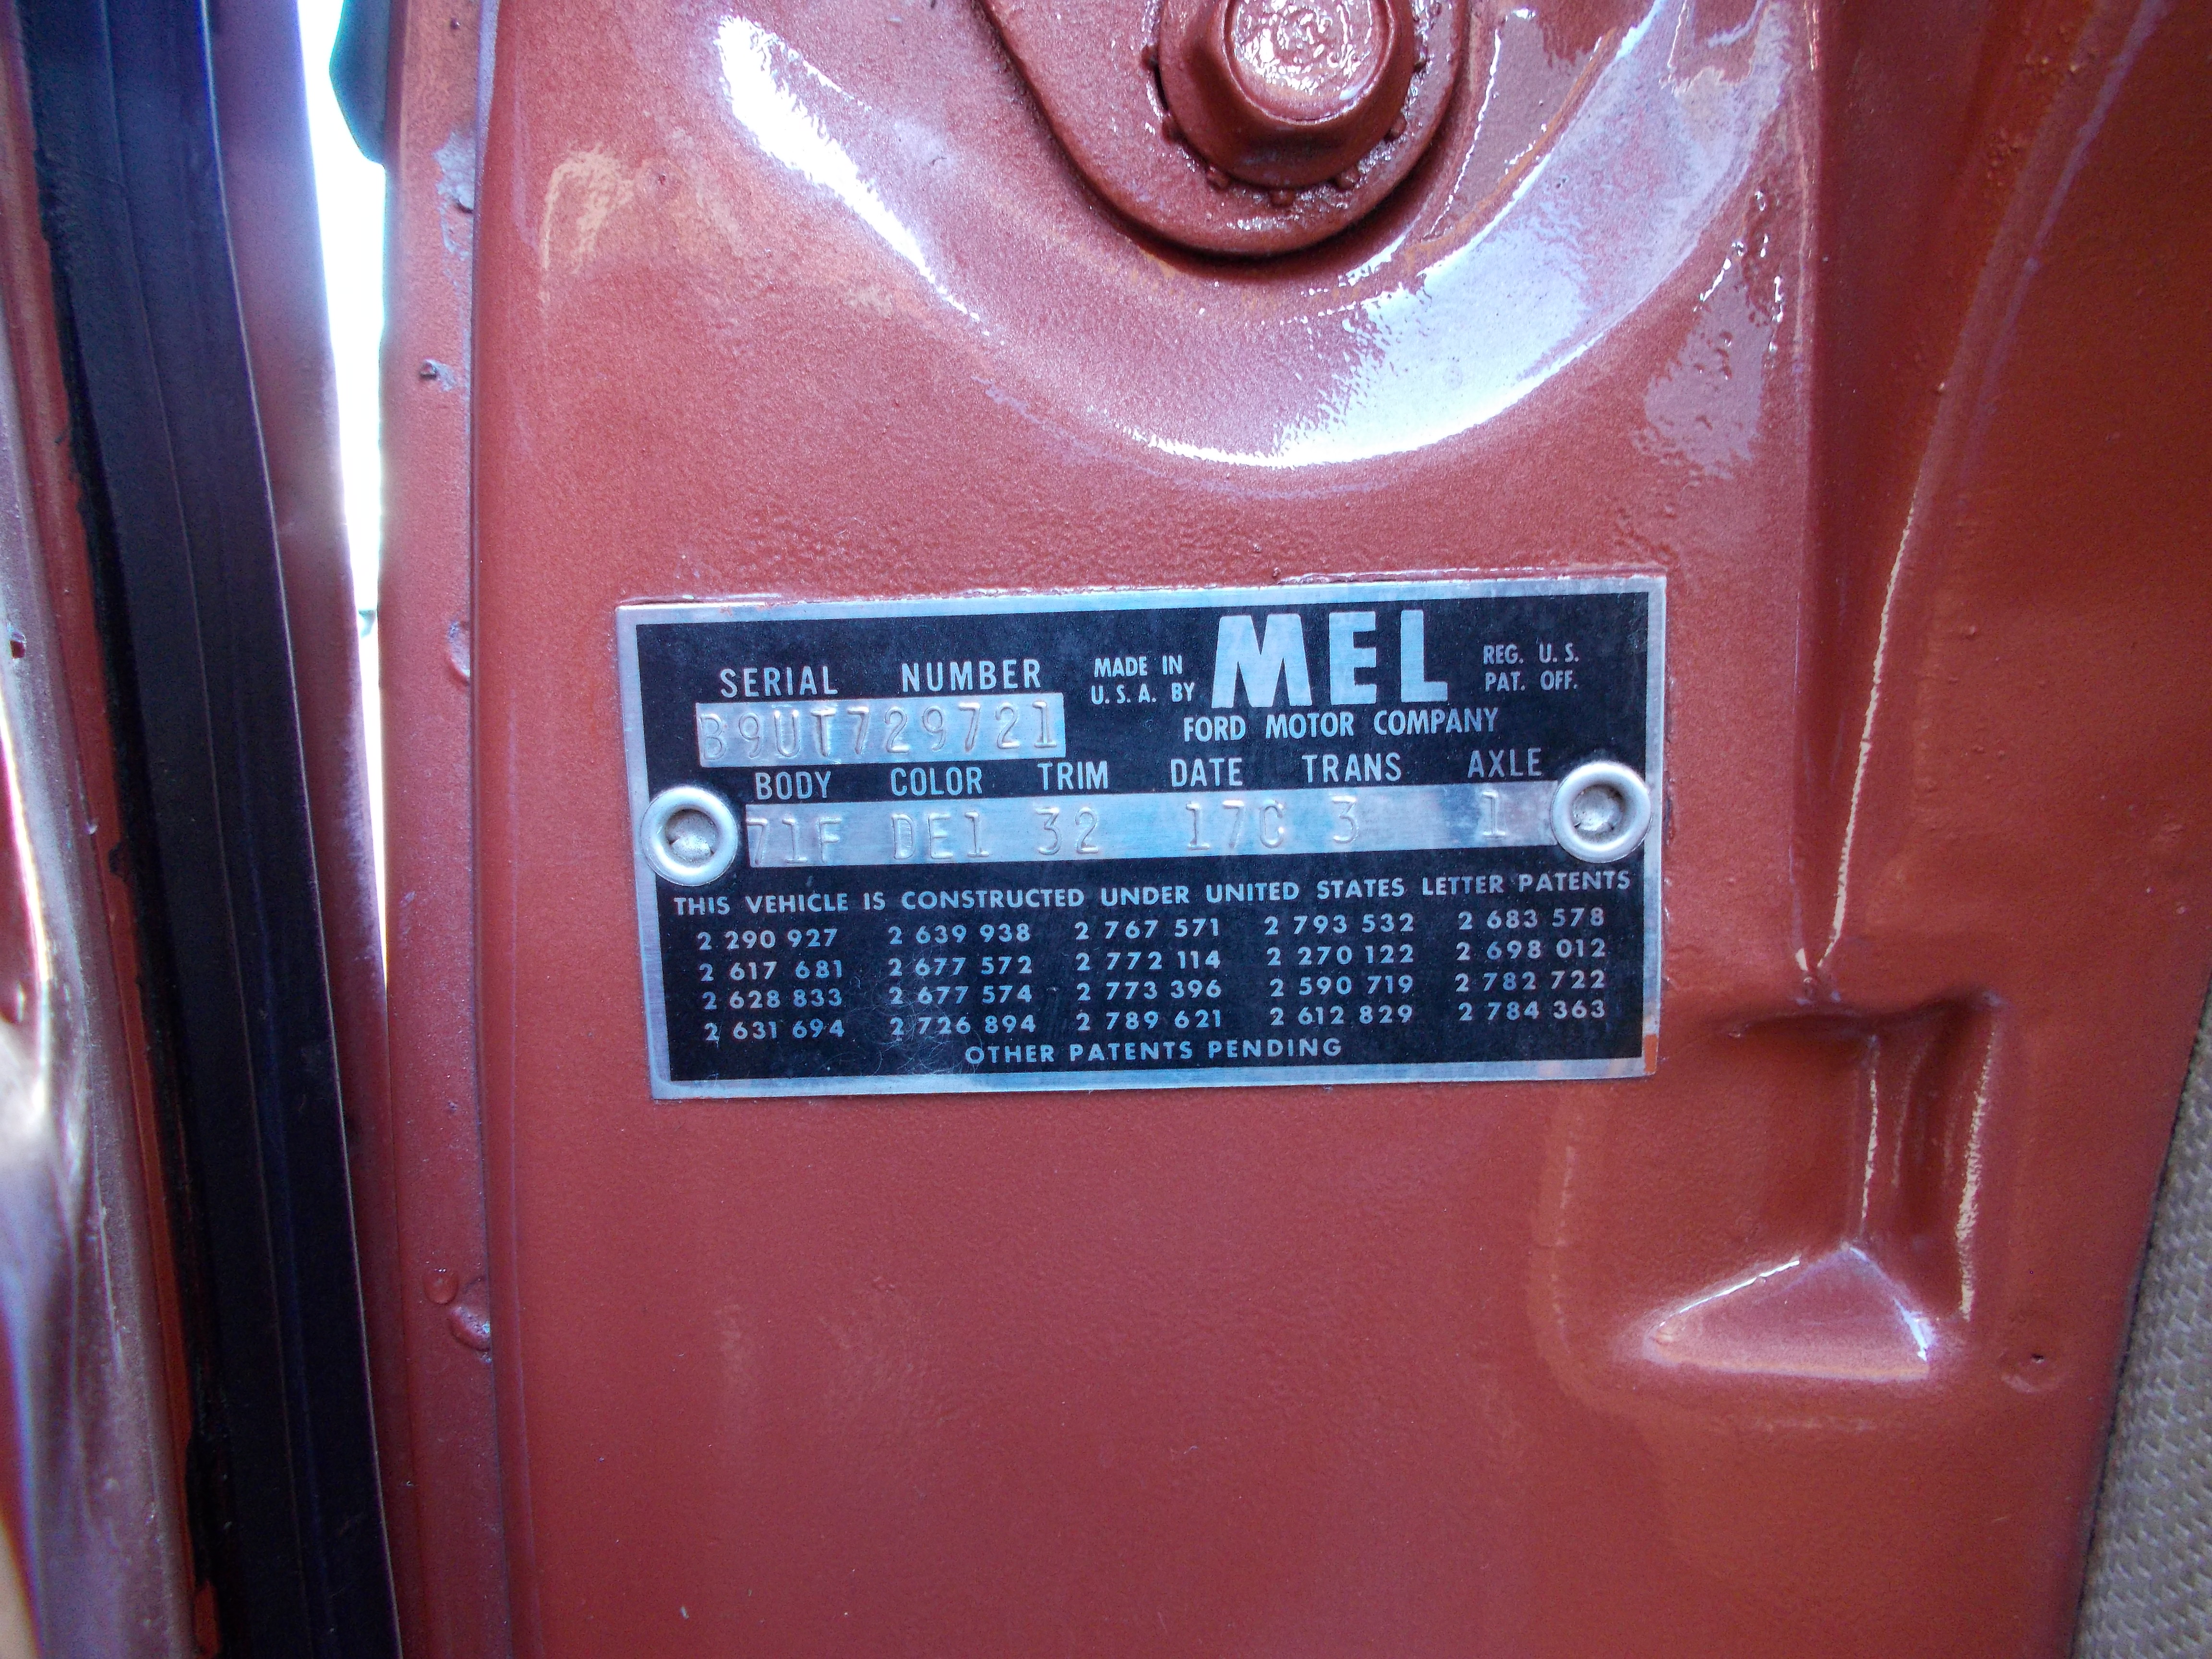 SERIAL NUMBER
MADE IN
U. S. A. BY
MEL
REG. U. S.
PAT. OFF.
B9UT729721
FORD MOTOR COMPANY
BODY COLOR TRIM DATE TRANS AXLE
71F DE1 32 17C 3 1
THIS VEHICLE IS CONSTRUCTED UNDER UNITED STATES LETTER PATENTS
2 290 927 2 639 938 2 767 571 2 793 532 2 683 578
2 617 681 2 677 572 2 772 114 2 270 122 2 698 012
2 628 833 2 677 574 2 773 396 2 590 719 2 782 722
2 631 694 2 726 894 2 789 621 2 612 829 2 784 363
OTHER PATENTS PENDING